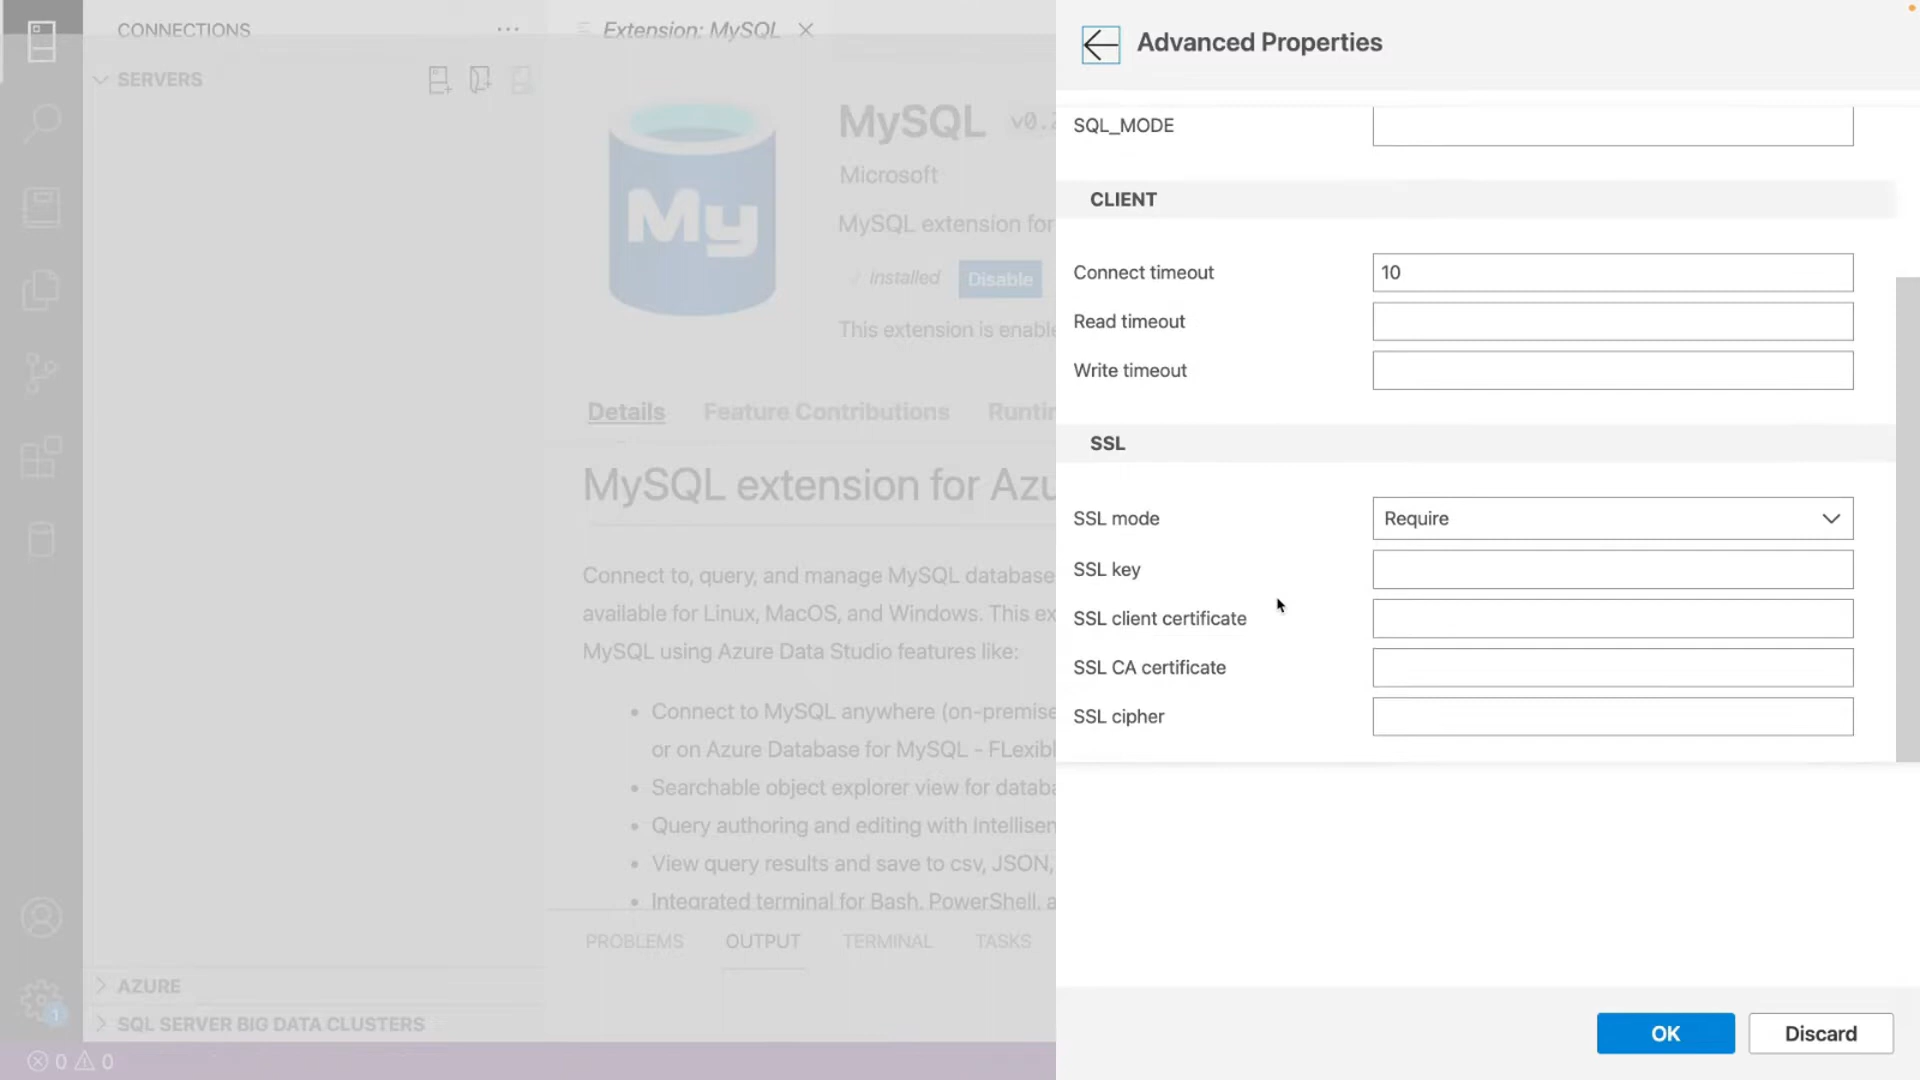 CONNECTIONS
SERVERS
Extension: MySQL
My
MySQL
Microsoft
MySQL extension for
Installed
Disable
This extension is enable
Details
Feature Contributions
Runtin
MySQL extension for Azu
Connect to, query, and manage MySQL database
available for Linux, MacOS, and Windows. This ex
MySQL using Azure Data Studio features like:
• Connect to MySQL anywhere (on-premise
or on Azure Database for MySQL - FLexibl
• Searchable object explorer view for databa
• Query authoring and editing with Intellisen
• View query results and save to csv, JSON,
• Integrated terminal for Bash, PowerShell, a
PROBLEMS
OUTPUT
TERMINAL
TASKS
AZURE
SQL SERVER BIG DATA CLUSTERS
1
0
0
Advanced Properties
SQL_MODE
CLIENT
Connect timeout
10
Read timeout
Write timeout
SSL
SSL mode
Require
SSL key
SSL client certificate
SSL CA certificate
SSL cipher
OK
Discard